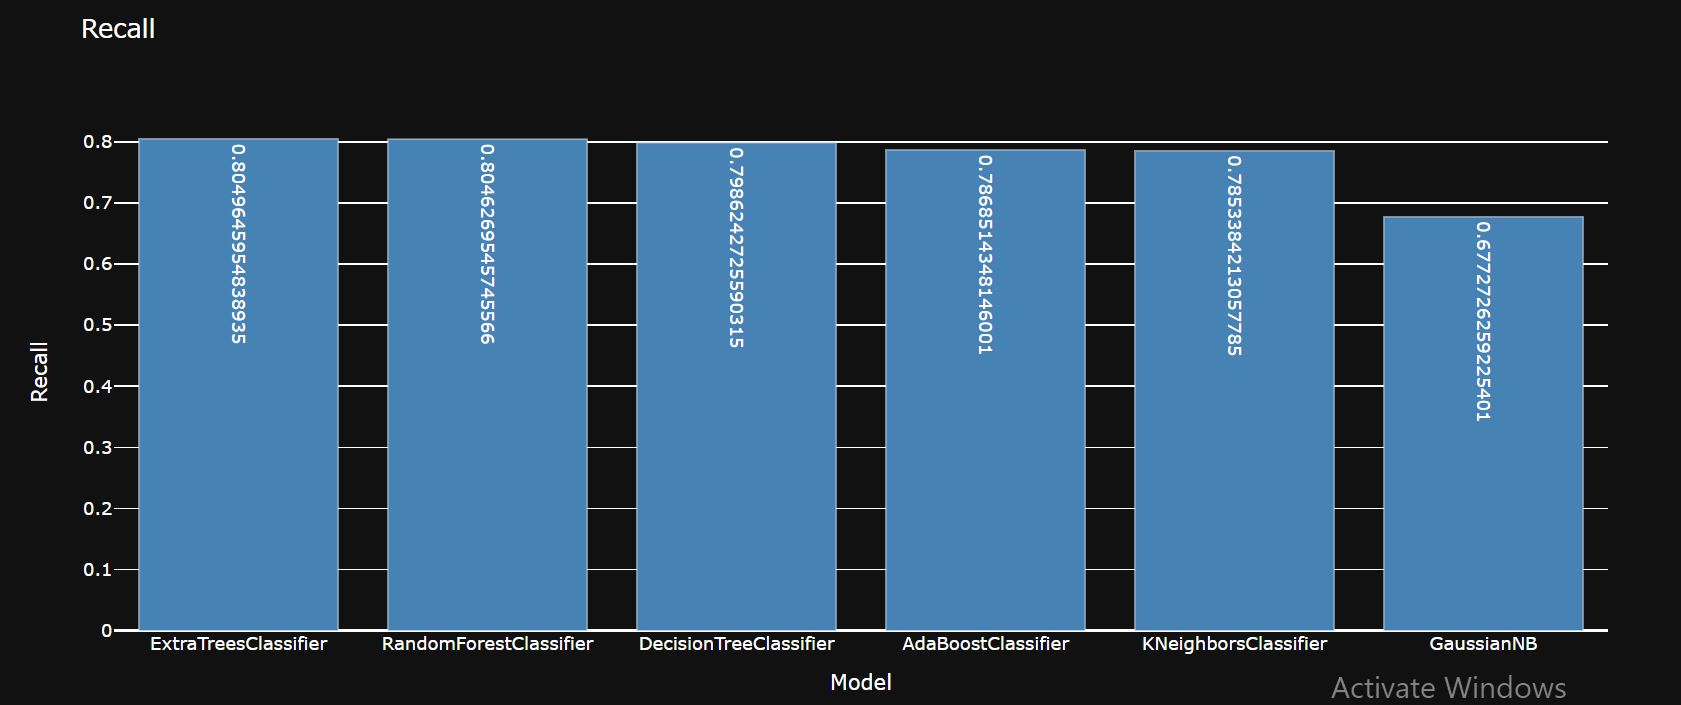 Recall
0.8
0.7
0.6
0.5
0.4
0.3
0.2
0.1
0
Recall
0.8049645954838935
0.8046269545745566
0.7986242725590315
0.7868514348146001
0.7853384213057785
0.6772726259225401
ExtraTreesClassifier
RandomForestClassifier
DecisionTreeClassifier
AdaBoostClassifier
KNeighborsClassifier
GaussianNB
Model
Activate Windows